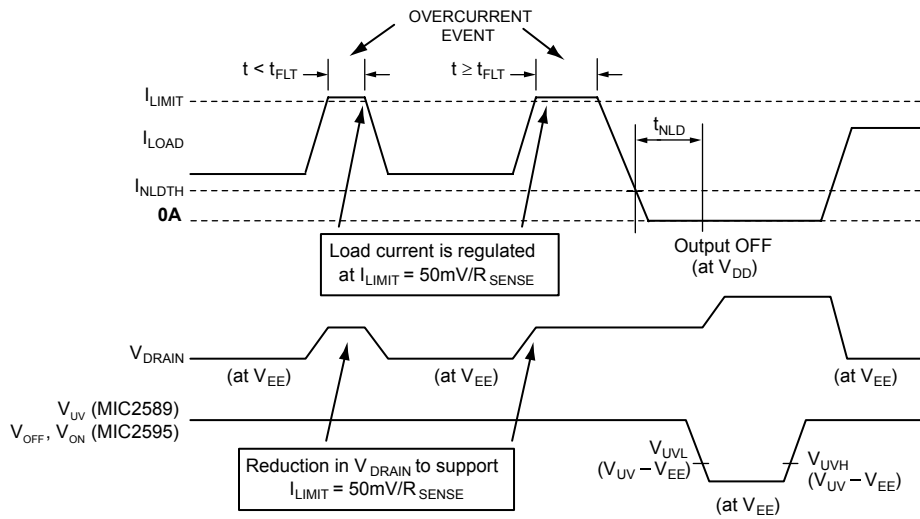 OVERCURRENT
EVENT
t < tFLT
t ≥ tFLT
ILIMIT
tNLD
ILOAD
INLDTH
0A
Load current is regulated
at ILIMIT = 50mV/RSENSE
Output OFF
(at VDD)
VDRAIN
(at VEE)
(at VEE)
(at VEE)
VUV (MIC2589)
VOFF, VON (MIC2595)
Reduction in VDRAIN to support
ILIMIT = 50mV/RSENSE
VUVL
(VUV – VEE)
VUVH
(VUV – VEE)
(at VEE)